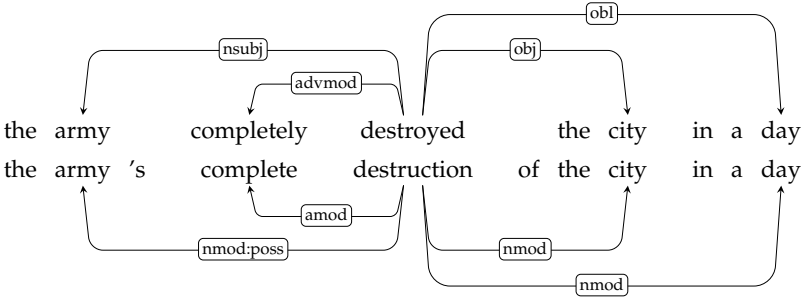 obl
nsubj obj
advmod
the army completely destroyed the city in a day
the army 's complete destruction of the city in a day
amod
nmod:poss nmod
nmod